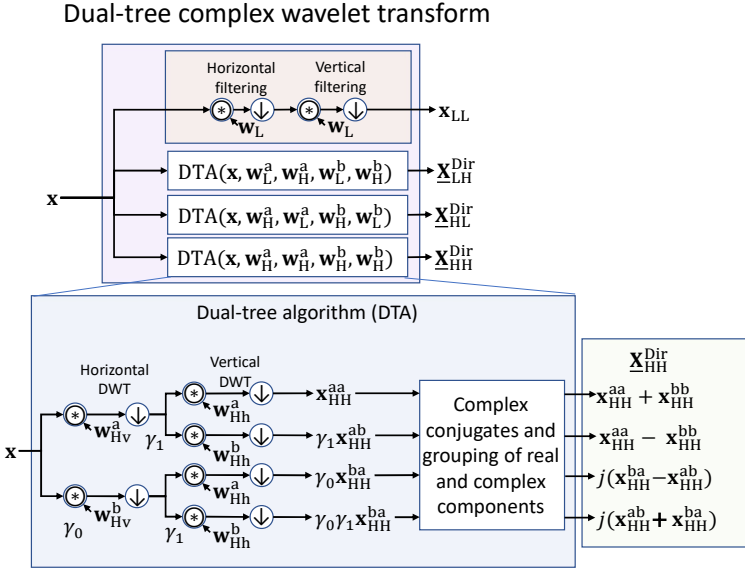 Dual-tree complex wavelet transform
Horizontal filtering
Vertical filtering
* ↓ * ↓
w_L w_L
x_LL
x
DTA(x, w_L^a, w_H^a, w_L^b, w_H^b)
X_LH^Dir
DTA(x, w_H^a, w_L^a, w_H^b, w_L^b)
X_HL^Dir
DTA(x, w_H^a, w_H^a, w_H^b, w_H^b)
X_HH^Dir
Dual-tree algorithm (DTA)
Horizontal DWT
Vertical DWT
x
* ↓ w_Hv^a
γ_1
* ↓ w_Hh^a
x_HH^aa
* ↓ w_Hh^b
γ_1 x_HH^ab
* ↓ w_Hv^b
γ_0
γ_1
* ↓ w_Hh^a
γ_0 x_HH^ba
* ↓ w_Hh^b
γ_0 γ_1 x_HH^ba
Complex
conjugates and
grouping of real
and complex
components
X_HH^Dir
x_HH^aa + x_HH^bb
x_HH^aa − x_HH^bb
j(x_HH^ba − x_HH^ab)
j(x_HH^ab + x_HH^ba)